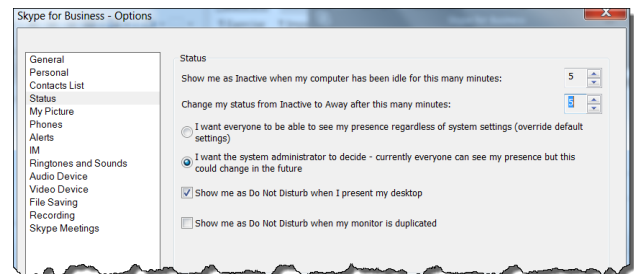 Skype for Business - Options
General
Personal
Contacts List
Status
My Picture
Phones
Alerts
IM
Ringtones and Sounds
Audio Device
Video Device
File Saving
Recording
Skype Meetings
Status
Show me as Inactive when my computer has been idle for this many minutes: 5
Change my status from Inactive to Away after this many minutes: 5
I want everyone to be able to see my presence regardless of system settings (override default
settings)
I want the system administrator to decide - currently everyone can see my presence but this
could change in the future
Show me as Do Not Disturb when I present my desktop
Show me as Do Not Disturb when my monitor is duplicated